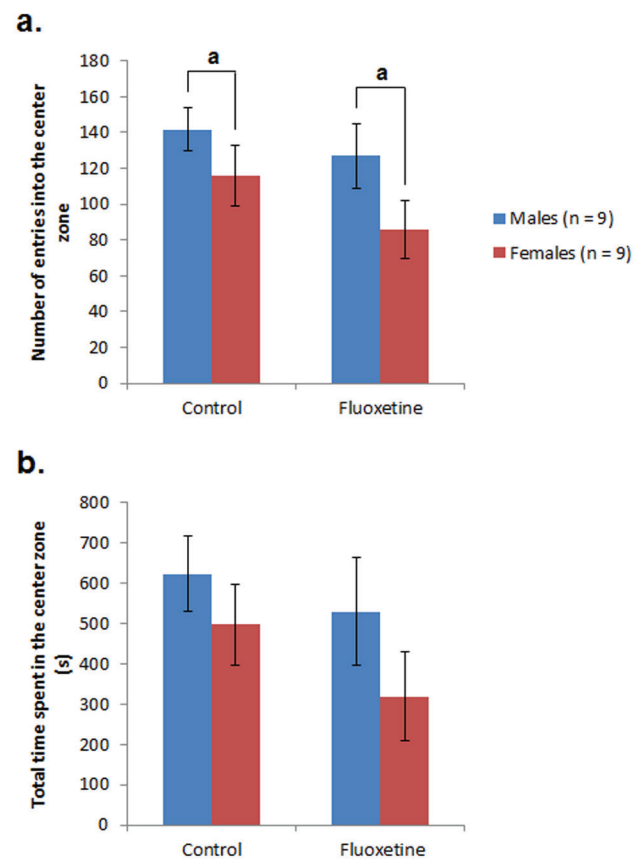 a.
Number of entries into the center
zone
180
160
140
120
100
80
60
40
20
0
a
a
Control
Fluoxetine
Males (n = 9)
Females (n = 9)
b.
Total time spent in the center zone
(s)
800
700
600
500
400
300
200
100
0
Control
Fluoxetine